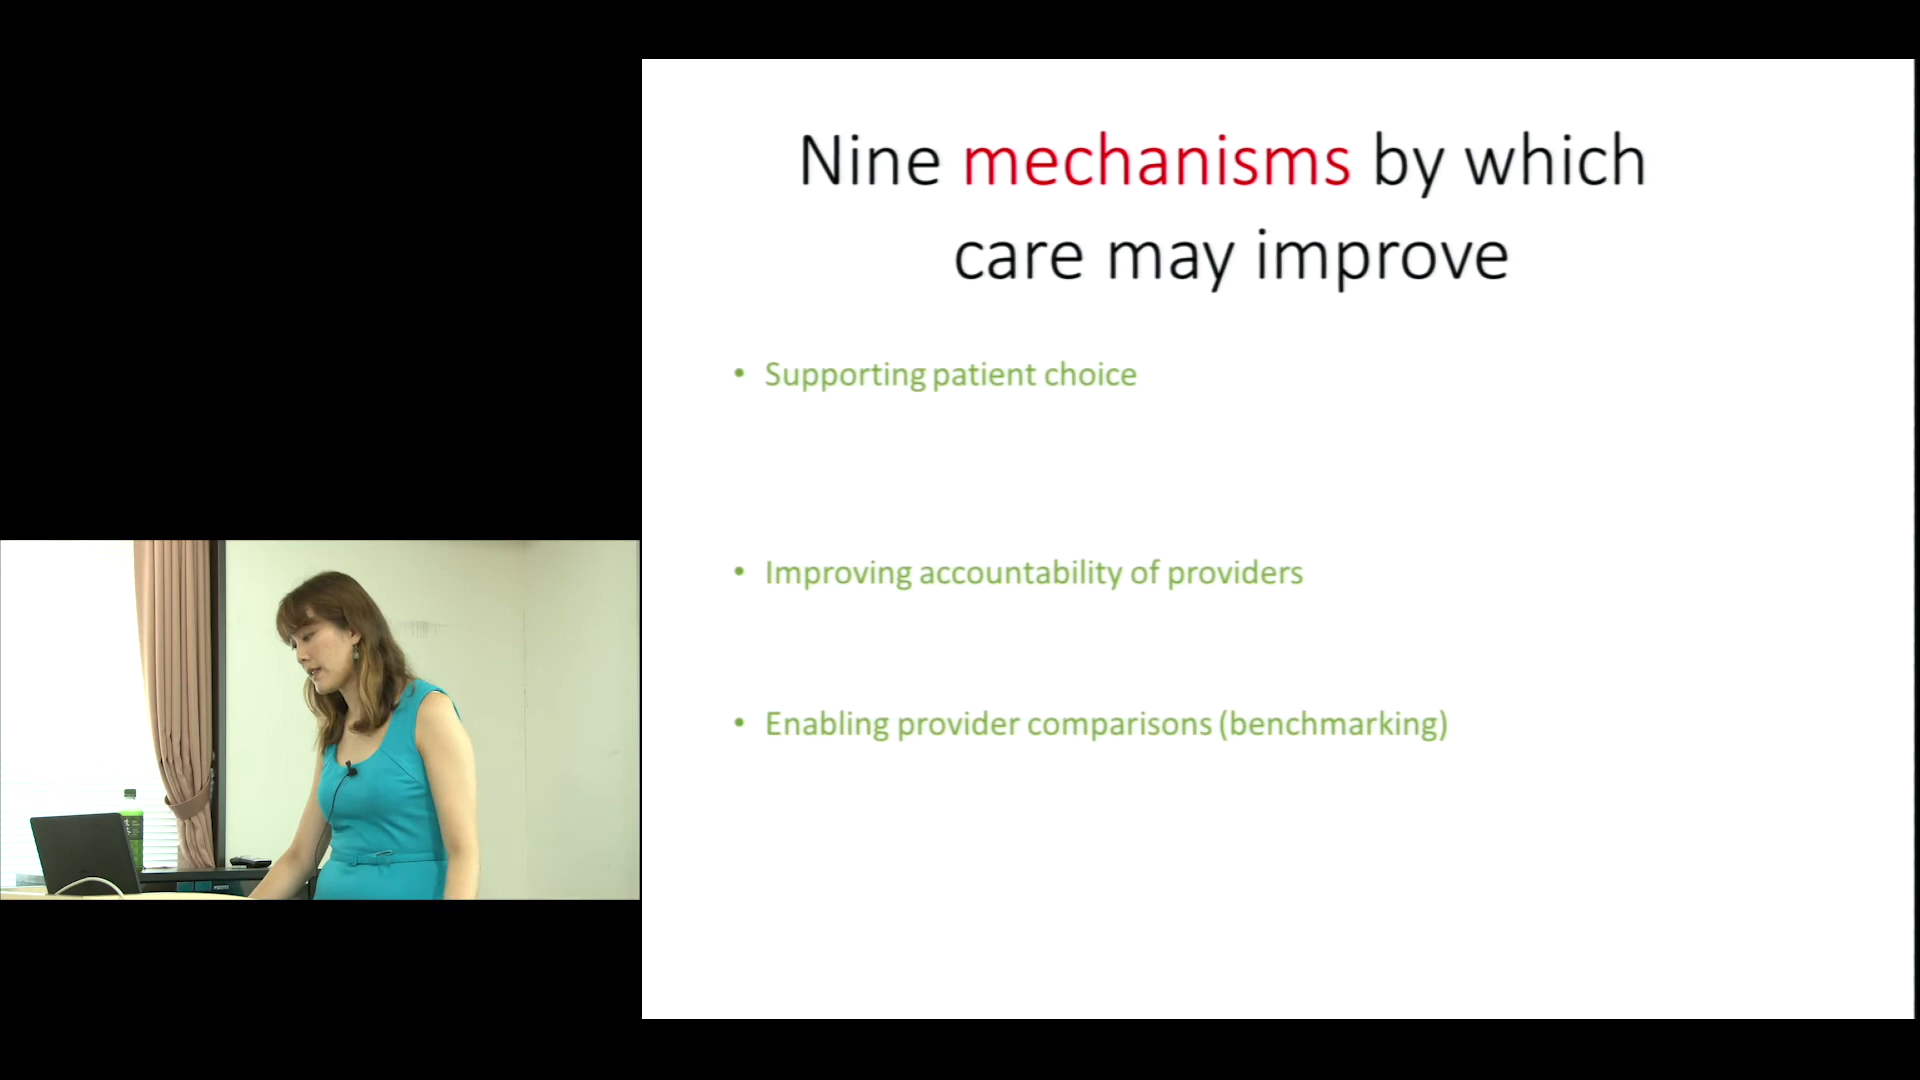 Nine mechanisms by which
care may improve
• Supporting patient choice
• Improving accountability of providers
• Enabling provider comparisons (benchmarking)